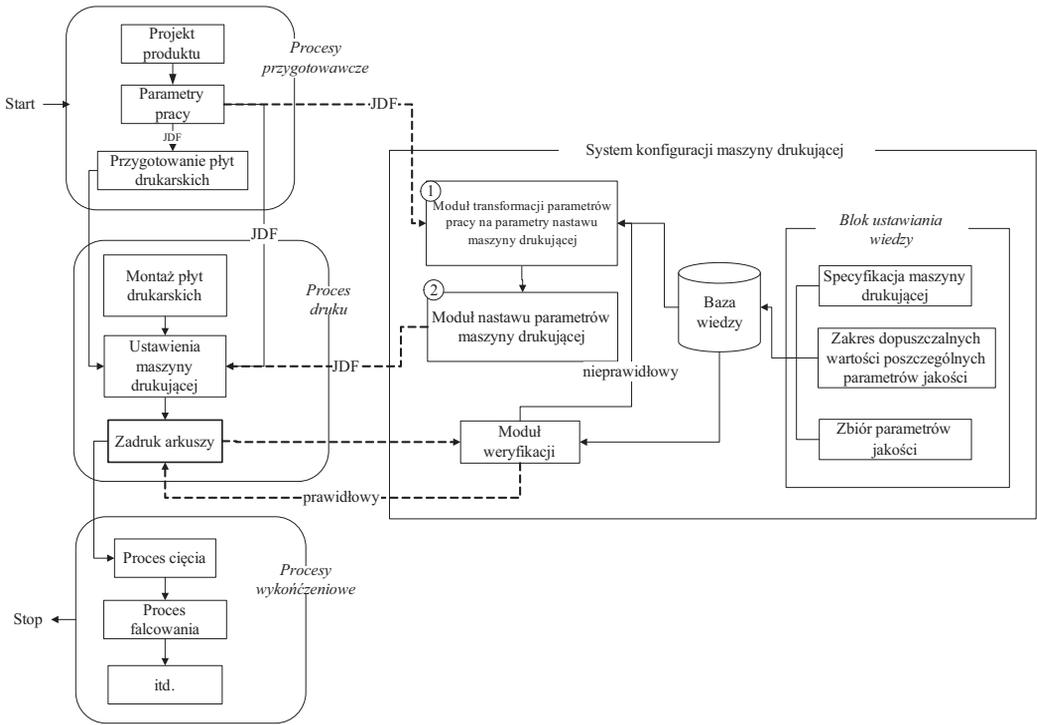 Projekt
produktu
Procesy
przygotowawcze
Start
Parametry
pracy
JDF
JDF
Przygotowanie płyt
drukarskich
JDF
System konfiguracji maszyny drukującej
1
Moduł transformacji parametrów
pracy na parametry nastawu
maszyny drukującej
2
Moduł nastawu parametrów
maszyny drukującej
Baza
wiedzy
Blok ustawiania
wiedzy
Specyfikacja maszyny
drukującej
Zakres dopuszczalnych
wartości poszczególnych
parametrów jakości
Zbiór parametrów
jakości
Montaż płyt
drukarskich
Proces
druku
Ustawienia
maszyny
drukującej
JDF
nieprawidłowy
Zadruk arkuszy
Moduł
weryfikacji
prawidłowy
Proces cięcia
Procesy
wykońćzeniowe
Stop
Proces
falcowania
itd.